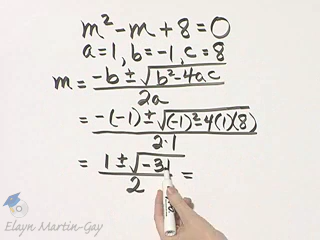 m² - m + 8 = 0
a = 1, b = -1, c = 8
m = (-b ± √(b² - 4ac)) / 2a
= (-(-1) ± √((-1)² - 4(1)(8))) / 2·1
= (1 ± √(-31)) / 2 =
Elayn Martin-Gay